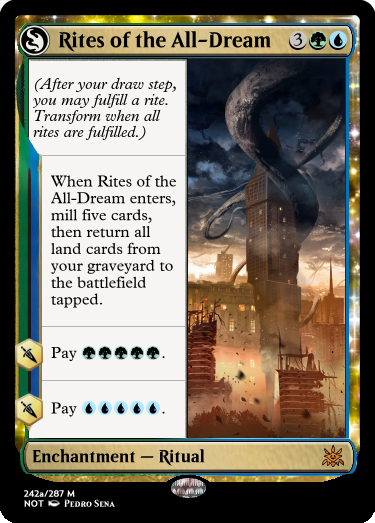 Rites of the All-Dream 3
(After your draw step,
you may fulfill a rite.
Transform when all
rites are fulfilled.)
When Rites of the
All-Dream enters,
mill five cards,
then return all
land cards from
your graveyard to
the battlefield
tapped.
Pay .
Pay .
Enchantment — Ritual
242a/287 M
NOT Pedro Sena